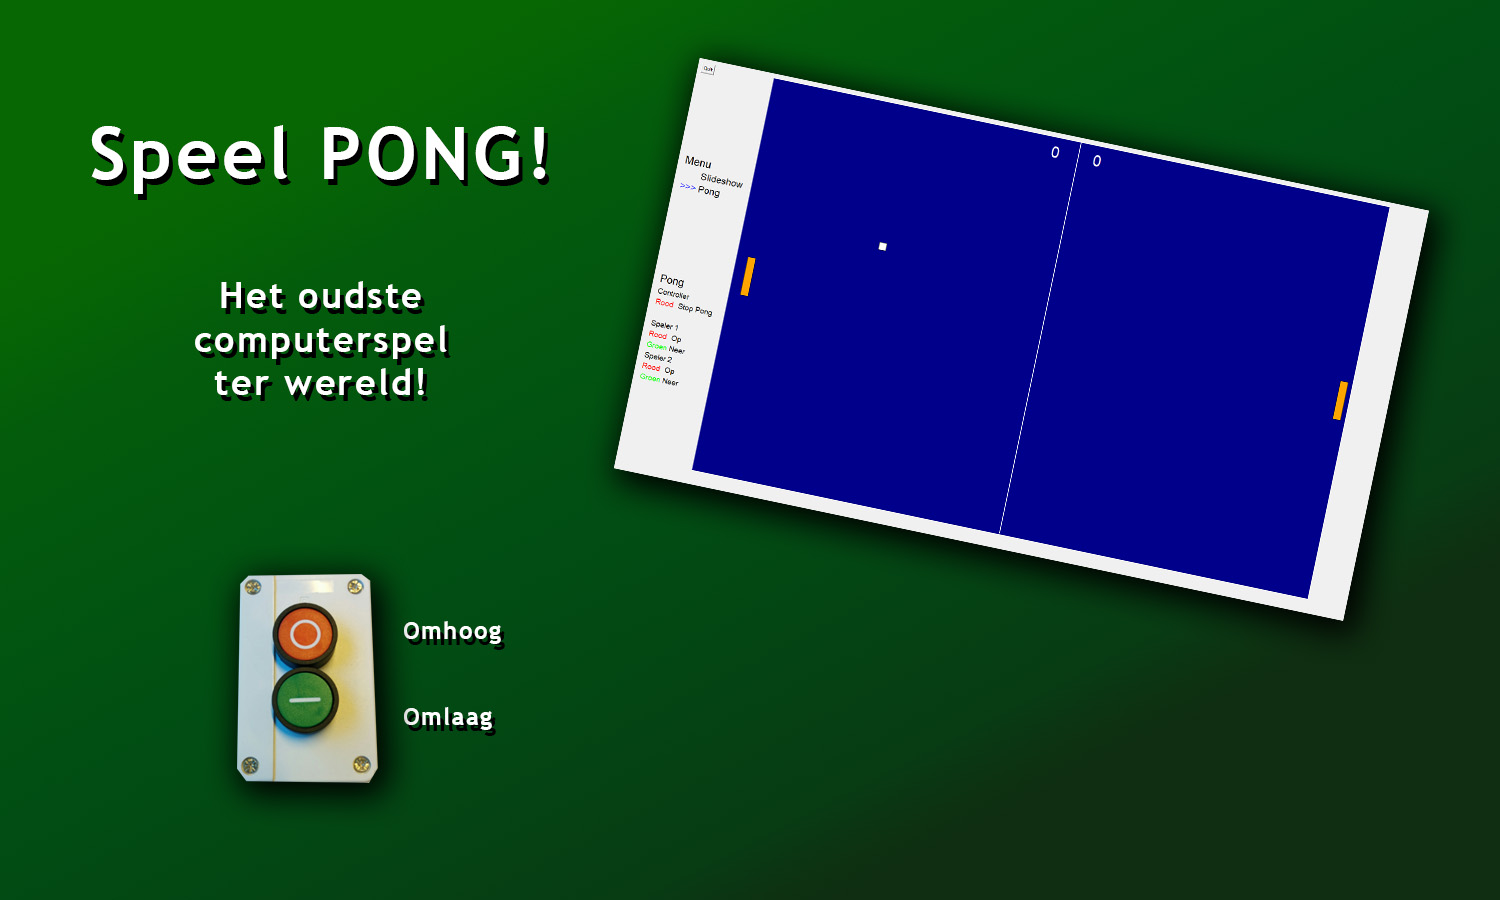 Speel PONG!
Het oudste
computerspel
ter wereld!
Omhoog
Omlaag
Quit
Menu
Slideshow
>>> Pong
Pong
Controller
Rood Stop Pong
Speler 1
Rood Op
Groen Neer
Speler 2
Rood Op
Groen Neer
0 0